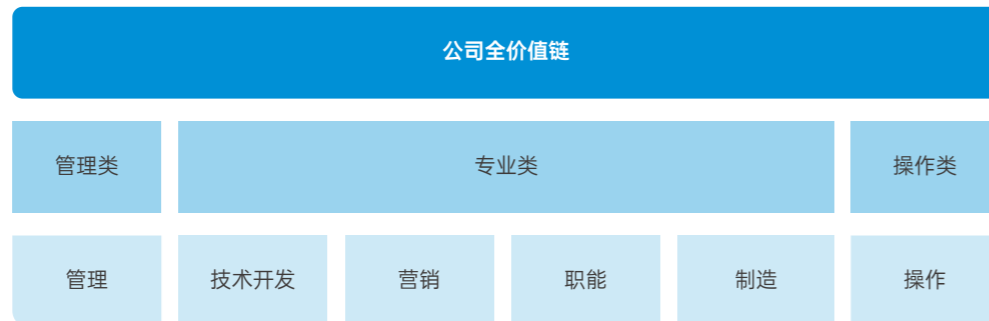 公司全价值链
管理类 专业类 操作类
管理 技术开发 营销 职能 制造 操作